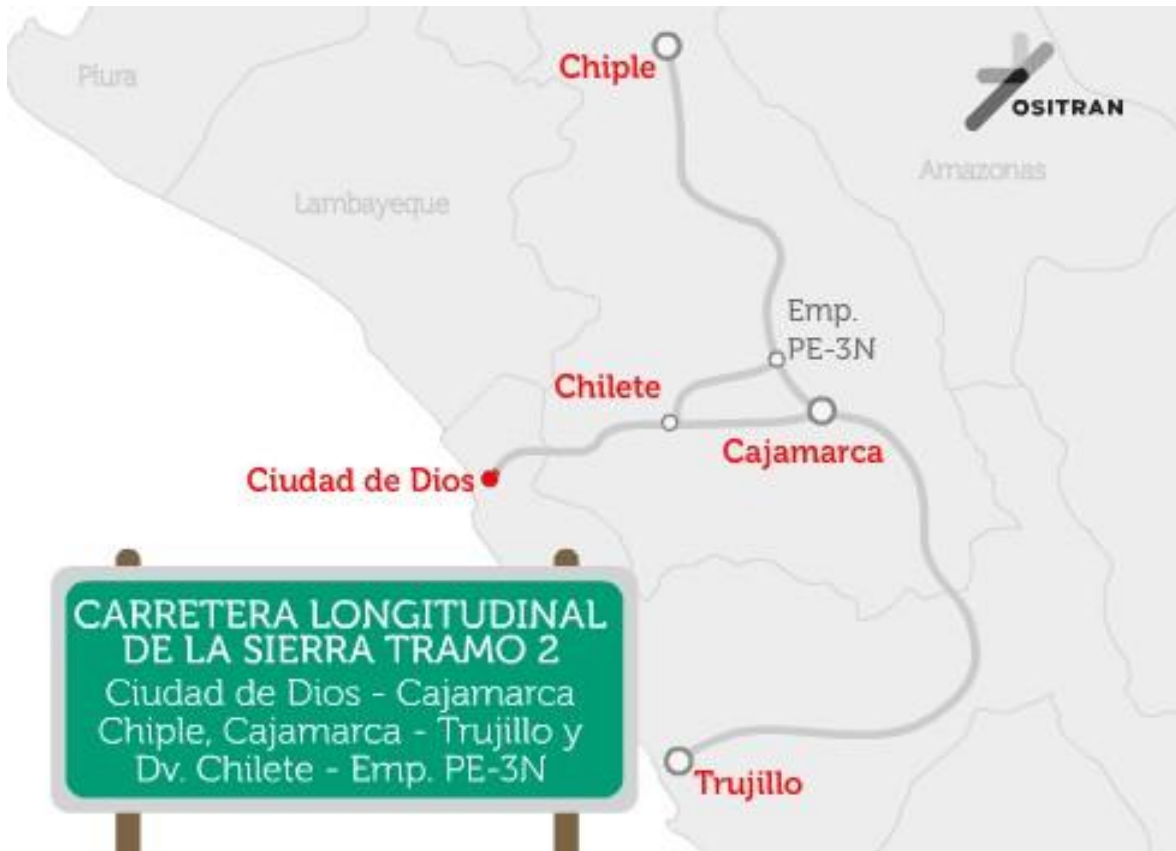 Piura
Chiple
OSITRAN
Amazonas
Lambayeque
Emp.
PE-3N
Chilete
Cajamarca
Ciudad de Dios
CARRETERA LONGITUDINAL
DE LA SIERRA TRAMO 2
Ciudad de Dios - Cajamarca
Chiple, Cajamarca - Trujillo y
Dv. Chilete - Emp. PE-3N
Trujillo